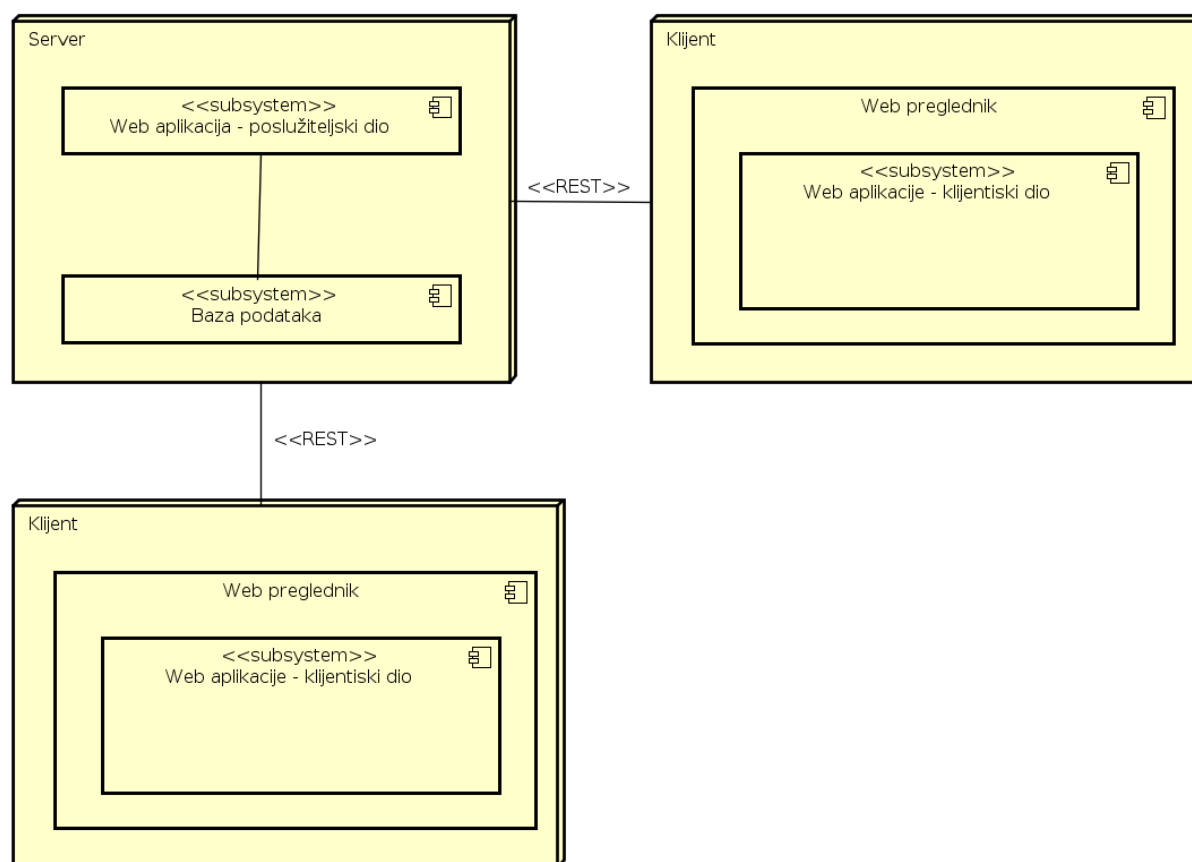 Server
<<subsystem>>
Web aplikacija - poslužiteljski dio
<<subsystem>>
Baza podataka
<<REST>>
Klijent
Web preglednik
<<subsystem>>
Web aplikacije - klijentiski dio
<<REST>>
Klijent
Web preglednik
<<subsystem>>
Web aplikacije - klijentiski dio